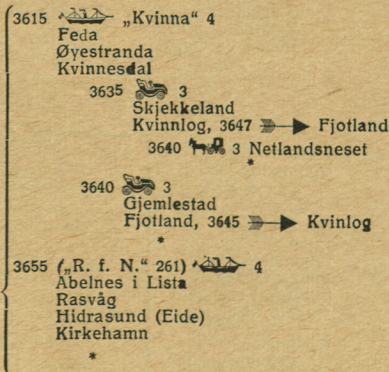 3615 „Kvinna“ 4
Feda
Øyestranda
Kvinnesdal
3635 3
Skjekkeland
Kvinnlog, 3647 Fjotland
3640 3 Netlandsneset
*
3640 3
Gjemlestad
Fjotland, 3645 Kvinlog
*
3655 („R. f. N.“ 261) 4
Abelnes i Lista
Rasvåg
Hidrasund (Eide)
Kirkehamn
*